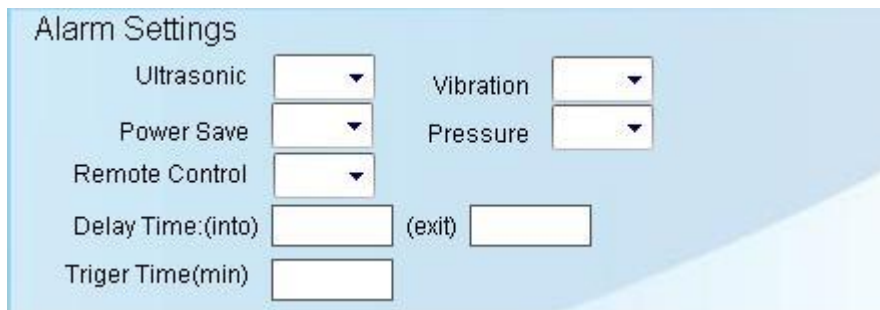 Alarm Settings
Ultrasonic Vibration
Power Save Pressure
Remote Control
Delay Time:(into) (exit)
Triger Time(min)